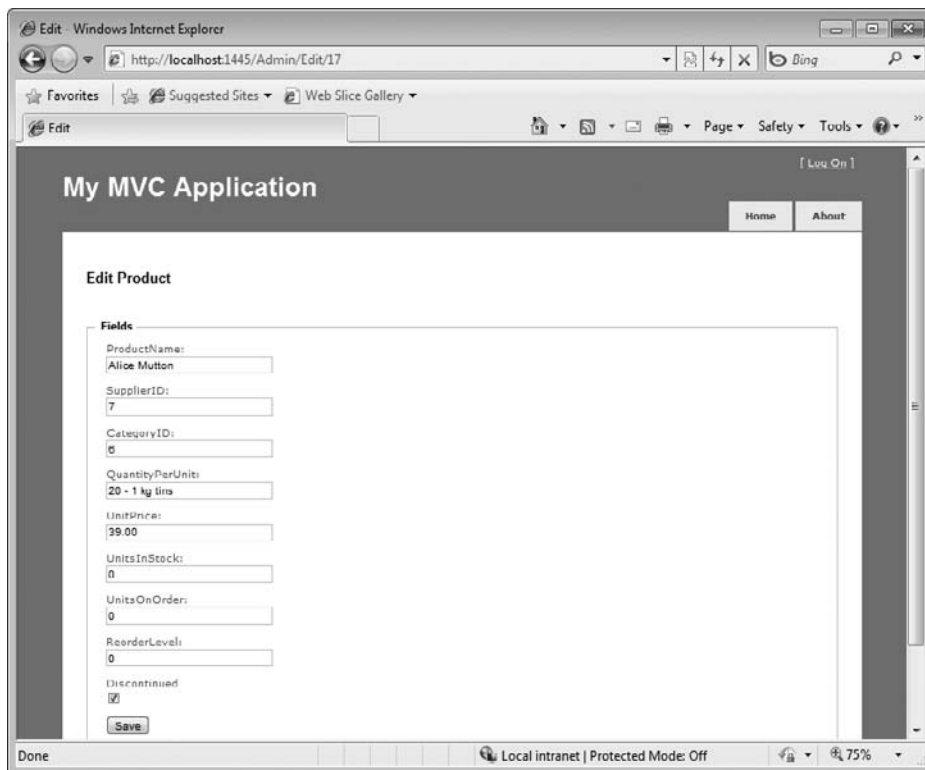 Edit - Windows Internet Explorer
http://localhost:1445/Admin/Edit/17
Bing
Favorites
Suggested Sites
Web Slice Gallery
Edit
Page
Safety
Tools
[ Log On ]
My MVC Application
Home
About
Edit Product
Fields
ProductName:
Alice Mutton
SupplierID:
7
CategoryID:
6
QuantityPerUnit:
20 - 1 kg tins
UnitPrice:
39.00
UnitsInStock:
0
UnitsOnOrder:
0
ReorderLevel:
0
Discontinued
Save
Done
Local intranet | Protected Mode: Off
75%